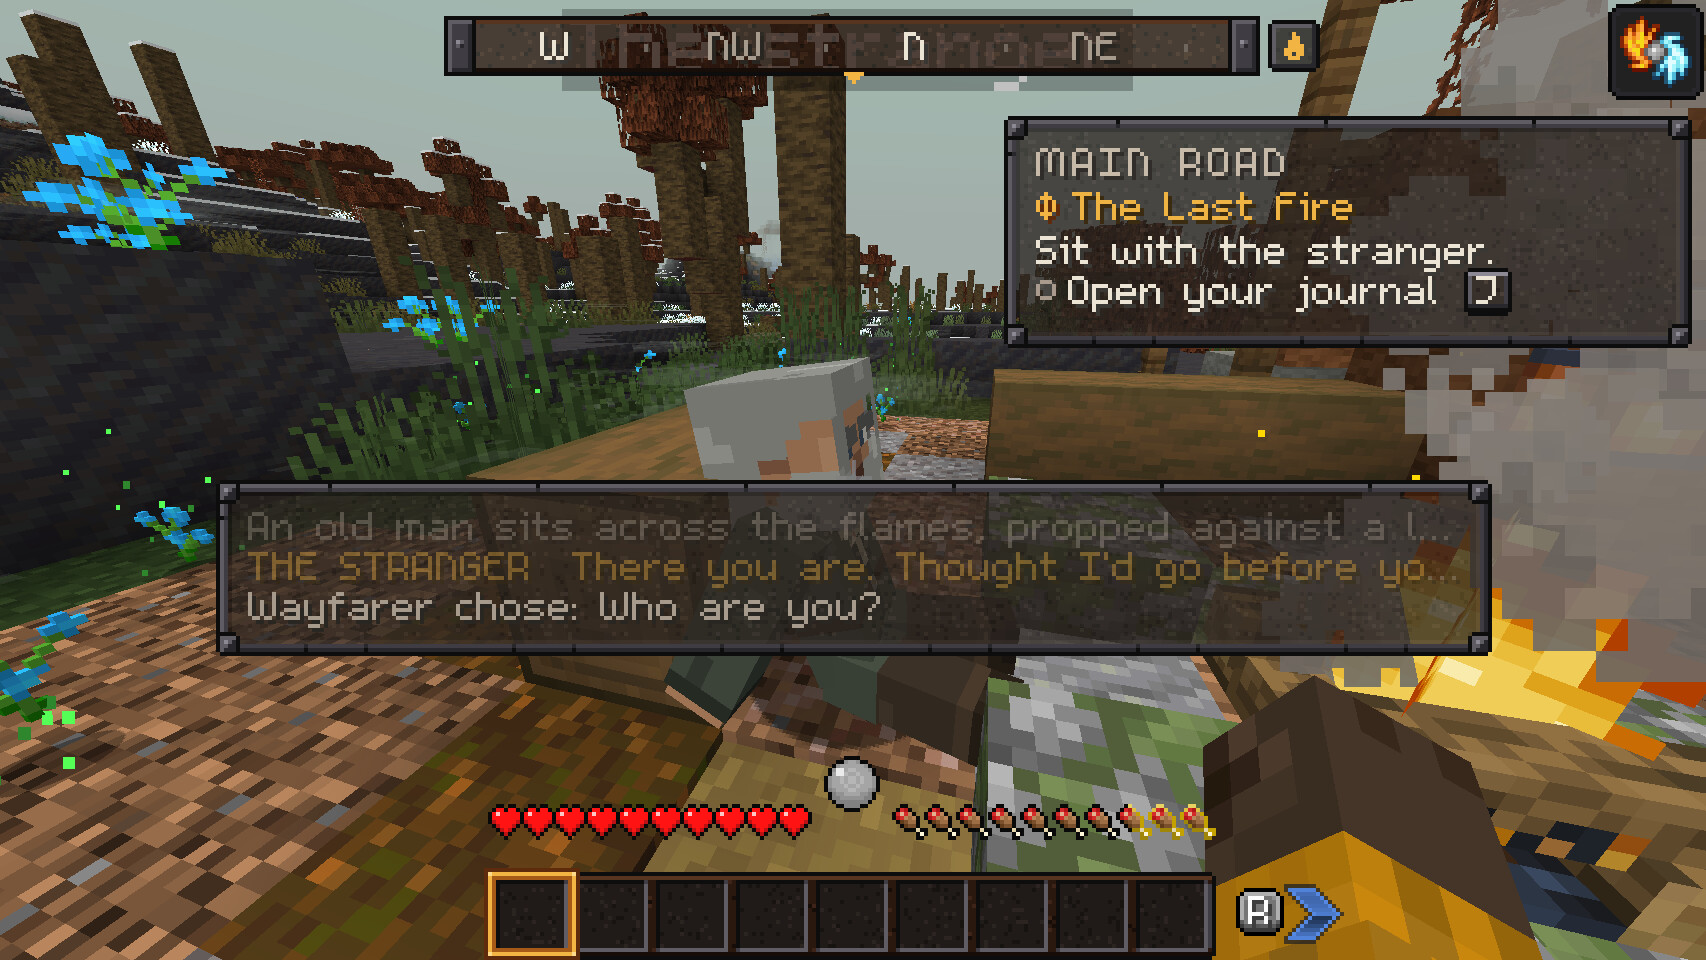 W NW N NE
MAIN ROAD
The Last Fire
Sit with the stranger.
Open your journal J
An old man sits across the flames, propped against a l...
THE STRANGER There you are. Thought I'd go before yo...
Wayfarer chose: Who are you?
R